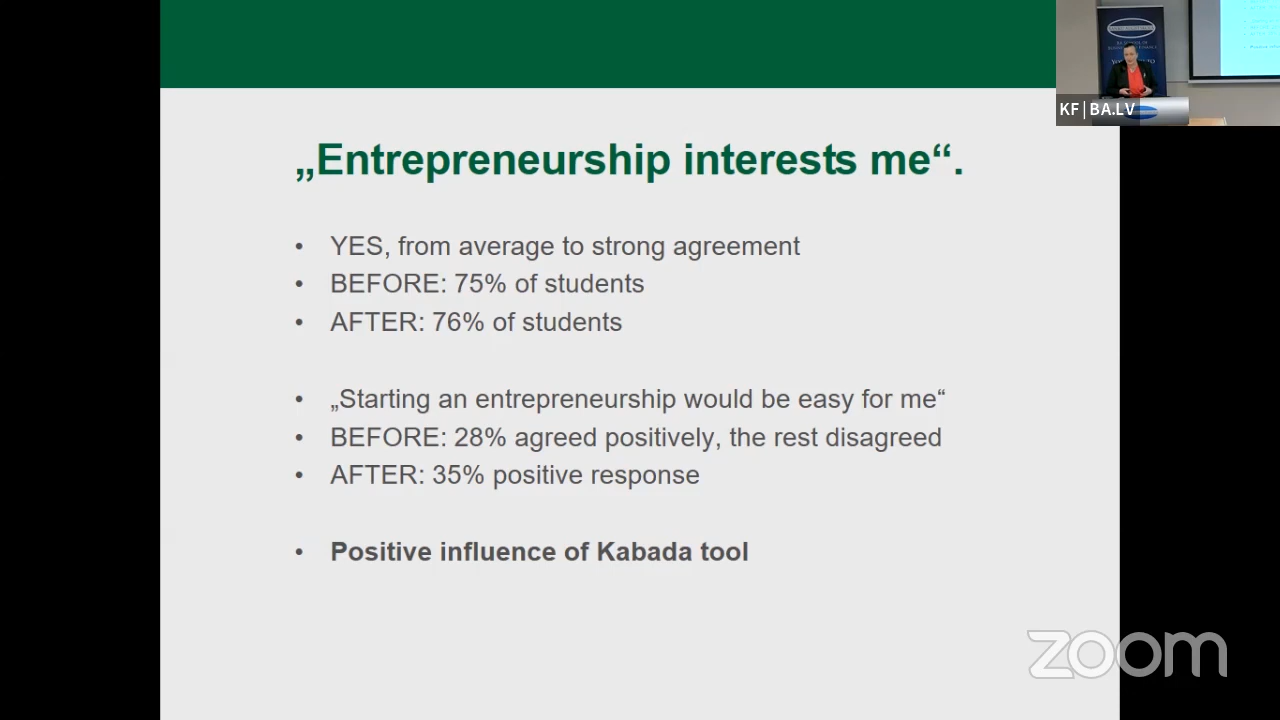 „Entrepreneurship interests me“.
• YES, from average to strong agreement
• BEFORE: 75% of students
• AFTER: 76% of students
• „Starting an entrepreneurship would be easy for me“
• BEFORE: 28% agreed positively, the rest disagreed
• AFTER: 35% positive response
• Positive influence of Kabada tool
KF|BA.LV
zoom